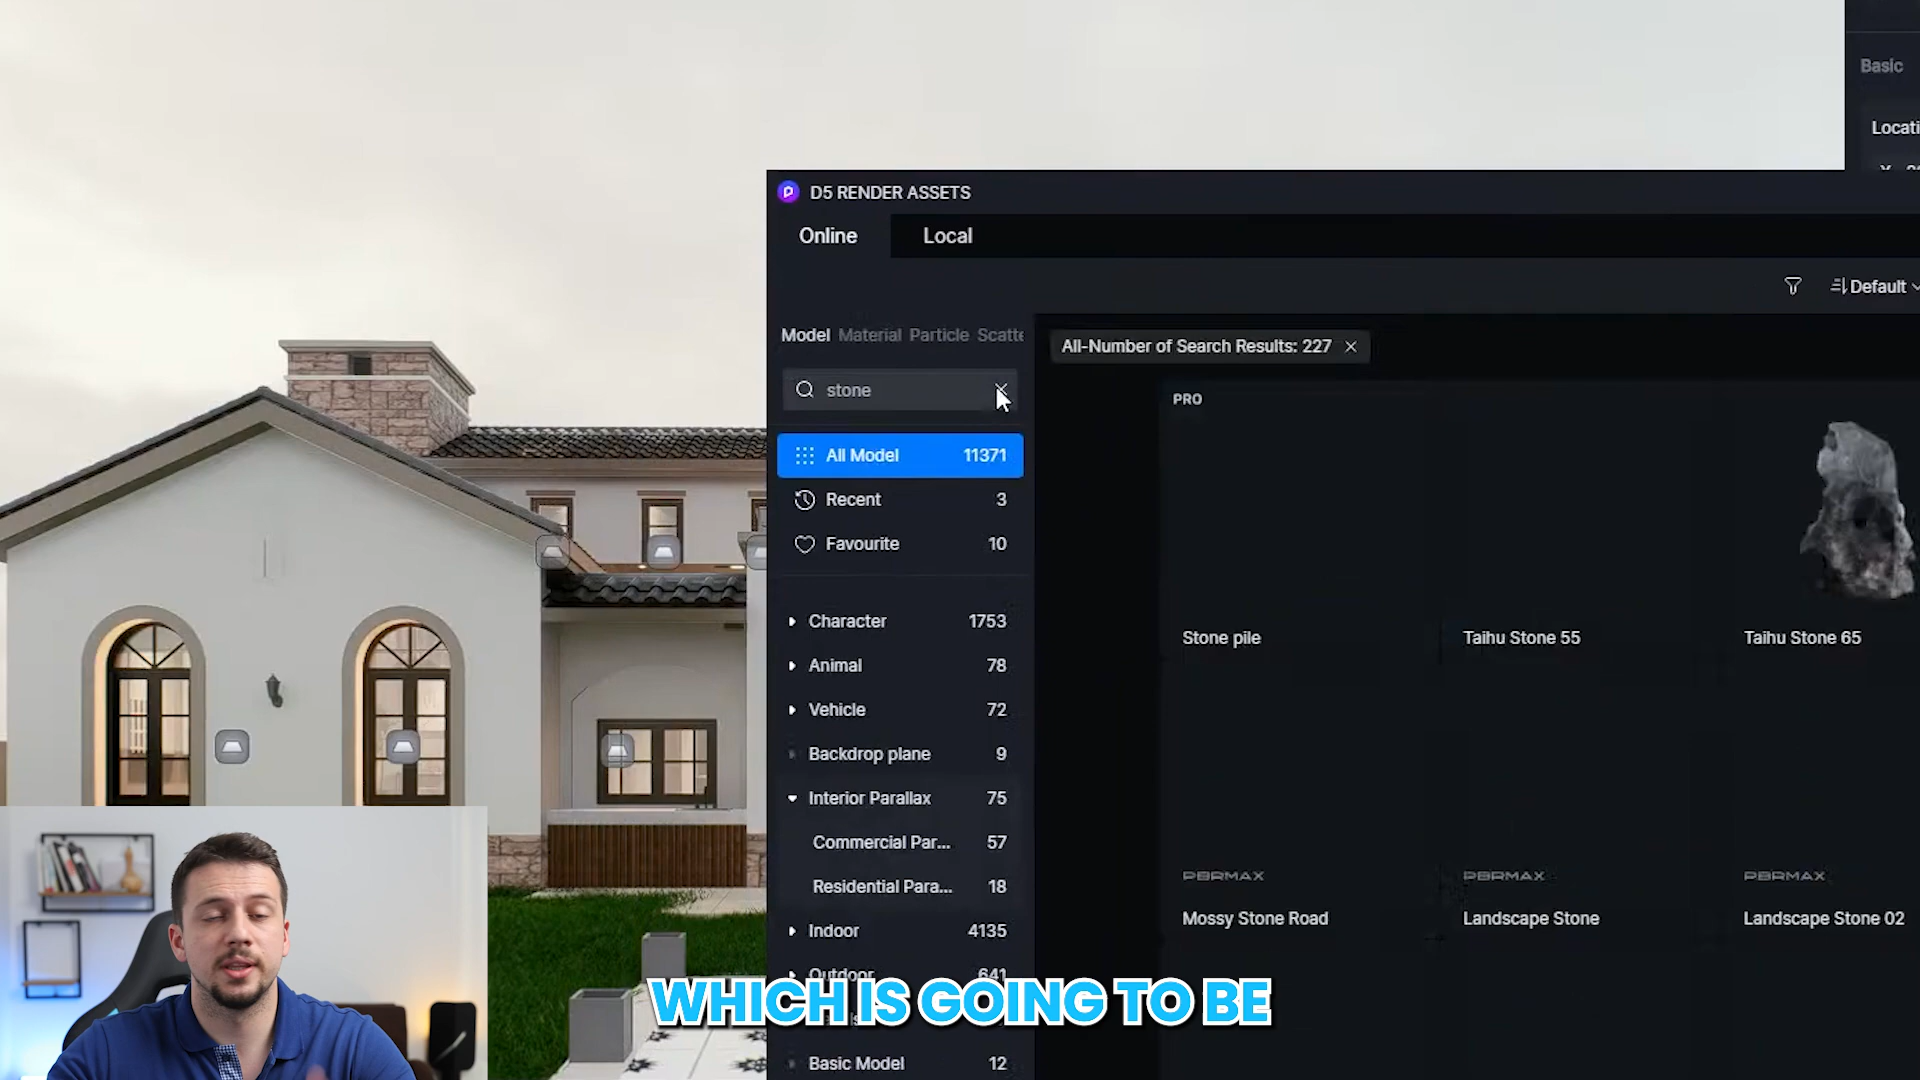 Basic
Locati
D5 RENDER ASSETS
Online
Local
Default
Model Material Particle Scatte
All-Number of Search Results: 227
stone
PRO
All Model 11371
Recent 3
Favourite 10
Character 1753
Stone pile
Taihu Stone 55
Taihu Stone 65
Animal 78
Vehicle 72
Backdrop plane 9
Interior Parallax 75
Commercial Par... 57
Residential Para... 18
PBRMAX
PBRMAX
PBRMAX
Mossy Stone Road
Landscape Stone
Landscape Stone 02
Indoor 4135
Outdoor 641
WHICH IS GOING TO BE
Basic Model 12